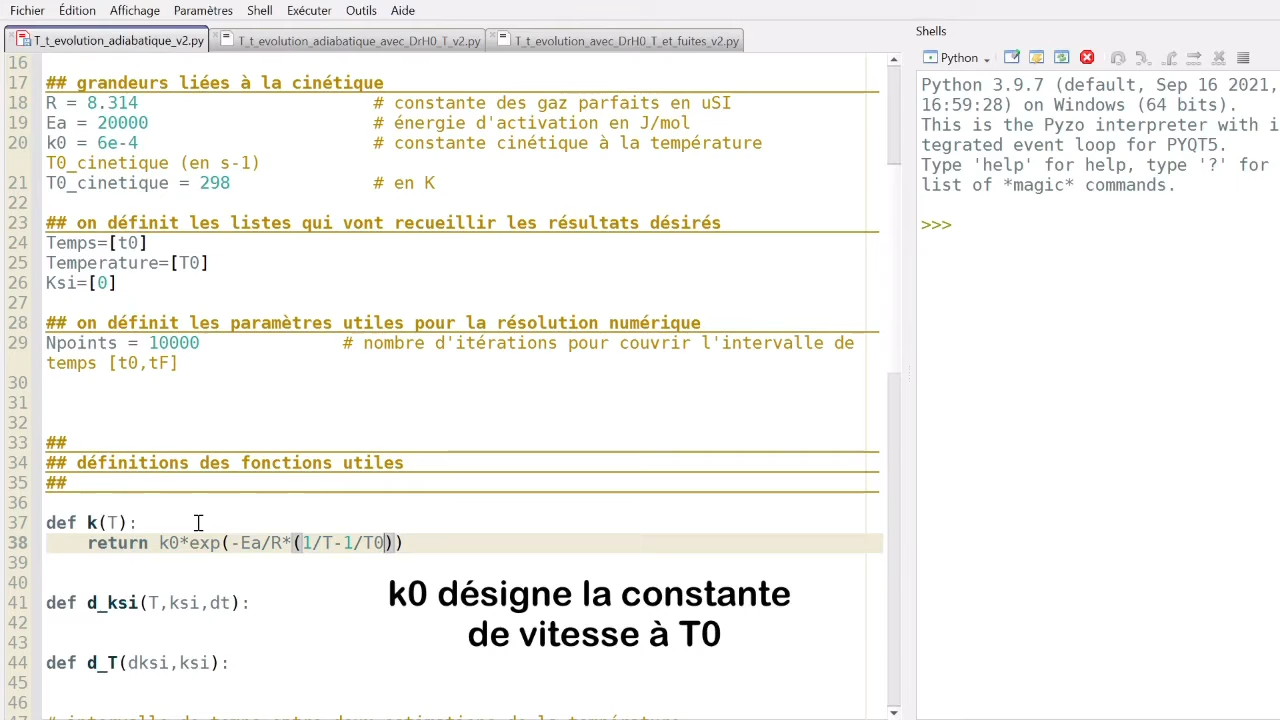 Fichier Édition Affichage Paramètres Shell Exécuter Outils Aide
T_t_evolution_adiabatique_v2.py T_t_evolution_adiabatique_avec_DrH0_T_v2.py T_t_evolution_avec_DrH0_T_et_fuites_v2.py
16
17 ## grandeurs liées à la cinétique
18 R = 8.314 # constante des gaz parfaits en uSI
19 Ea = 20000 # énergie d'activation en J/mol
20 k0 = 6e-4 # constante cinétique à la température
T0_cinetique (en s-1)
21 T0_cinetique = 298 # en K
22
23 ## on définit les listes qui vont recueillir les résultats désirés
24 Temps=[t0]
25 Temperature=[T0]
26 Ksi=[0]
27
28 ## on définit les paramètres utiles pour la résolution numérique
29 Npoints = 10000 # nombre d'itérations pour couvrir l'intervalle de
temps [t0,tF]
30
31
32
33 ##
34 ## définitions des fonctions utiles
35 ##
36
37 def k(T):
38 return k0*exp(-Ea/R*(1/T-1/T0))
39
40
41 def d_ksi(T,ksi,dt):
42
43
44 def d_T(dksi,ksi):
45
46
k0 désigne la constante
de vitesse à T0
Shells
Python
Python 3.9.7 (default, Sep 16 2021,
16:59:28) on Windows (64 bits).
This is the Pyzo interpreter with i
tegrated event loop for PYQT5.
Type 'help' for help, type '?' for
list of *magic* commands.
>>>